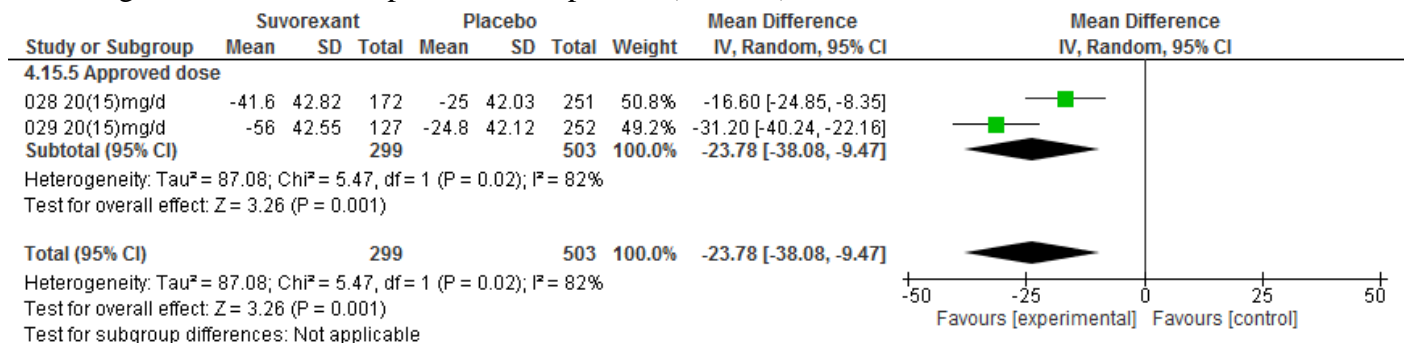 Suvorexant Placebo Mean Difference Mean Difference
Study or Subgroup Mean SD Total Mean SD Total Weight IV, Random, 95% CI IV, Random, 95% CI
4.15.5 Approved dose
028 20(15)mg/d -41.6 42.82 172 -25 42.03 251 50.8% -16.60 [-24.85, -8.35]
029 20(15)mg/d -56 42.55 127 -24.8 42.12 252 49.2% -31.20 [-40.24, -22.16]
Subtotal (95% CI) 299 503 100.0% -23.78 [-38.08, -9.47]
Heterogeneity: Tau² = 87.08; Chi² = 5.47, df = 1 (P = 0.02); I² = 82%
Test for overall effect: Z = 3.26 (P = 0.001)
Total (95% CI) 299 503 100.0% -23.78 [-38.08, -9.47]
Heterogeneity: Tau² = 87.08; Chi² = 5.47, df = 1 (P = 0.02); I² = 82%
Test for overall effect: Z = 3.26 (P = 0.001)
Test for subgroup differences: Not applicable
-50 -25 0 25 50
Favours [experimental] Favours [control]